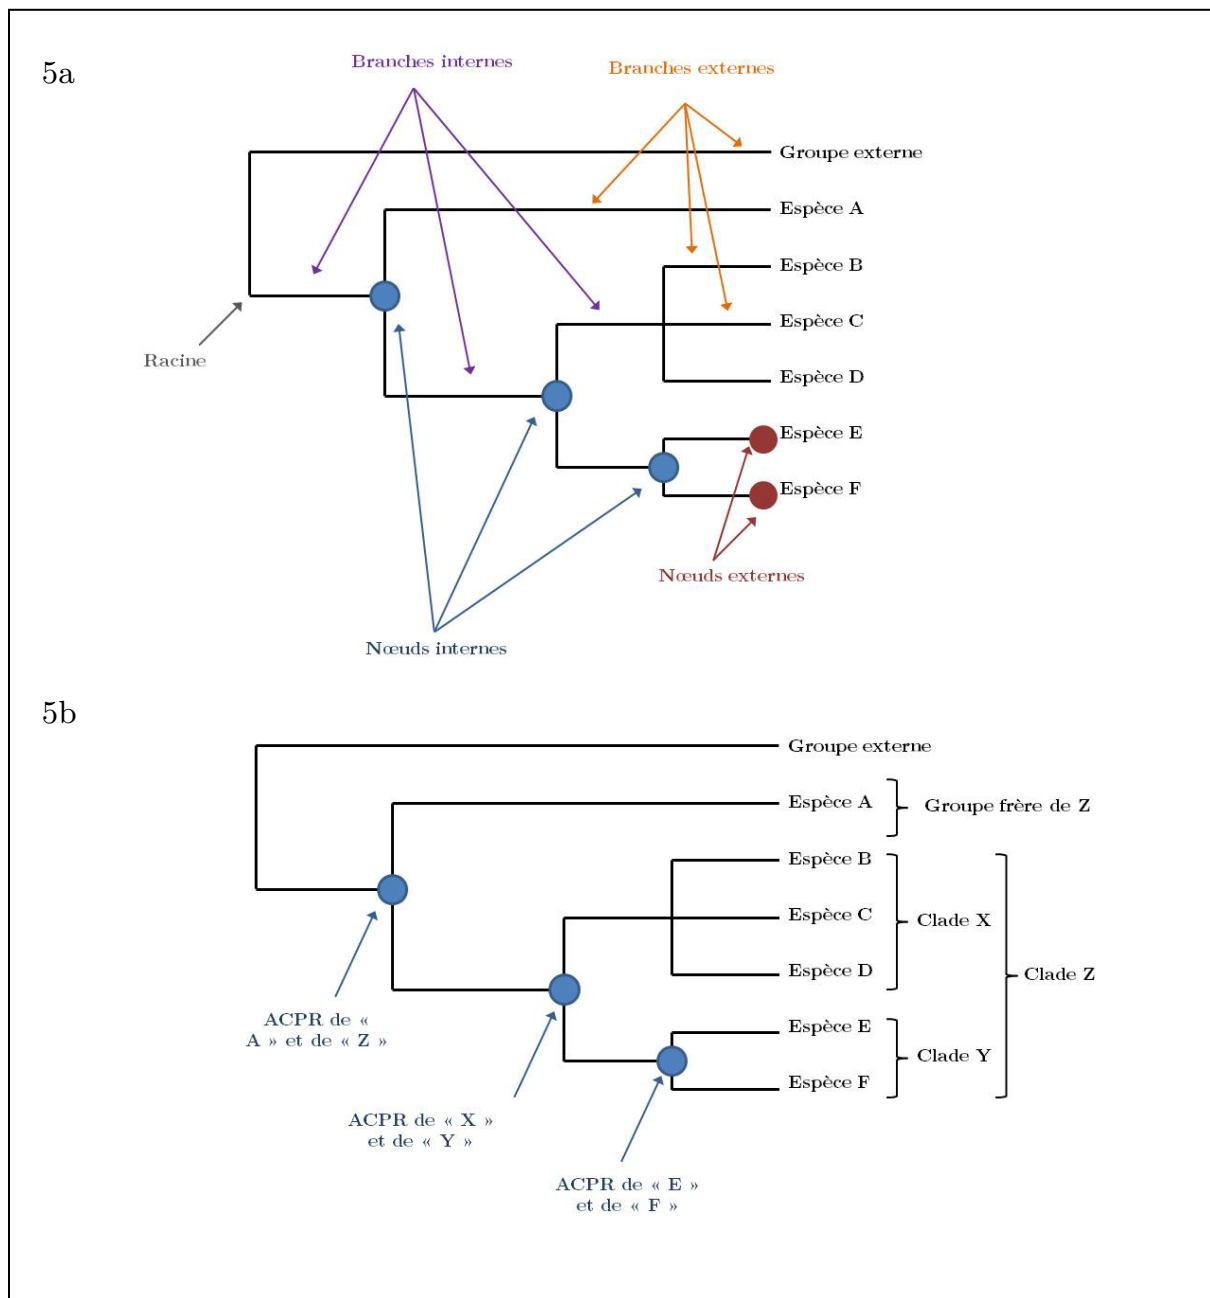 5a
Branches internes
Branches externes
Groupe externe
Espèce A
Espèce B
Espèce C
Racine
Espèce D
Espèce E
Espèce F
Nœuds externes
Nœuds internes
5b
Groupe externe
Espèce A
Groupe frère de Z
Espèce B
Espèce C
Clade X
Espèce D
Clade Z
ACPR de «
A » et de « Z »
Espèce E
Clade Y
Espèce F
ACPR de « X »
et de « Y »
ACPR de « E »
et de « F »